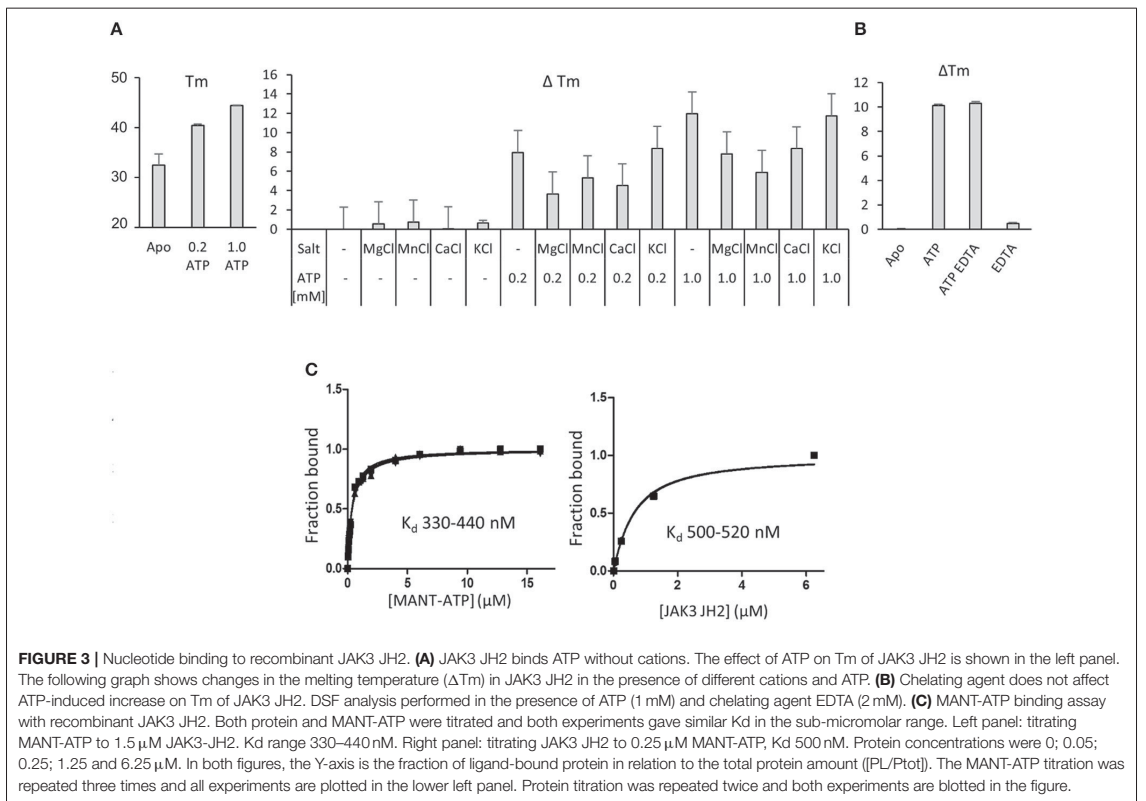 A
B
Tm
50
40
30
20
Apo
0.2
ATP
1.0
ATP
Δ Tm
16
14
12
10
8
6
4
2
0
Salt - MgCl MnCl CaCl KCl - MgCl MnCl CaCl KCl - MgCl MnCl CaCl KCl
ATP - - - - - 0.2 0.2 0.2 0.2 0.2 1.0 1.0 1.0 1.0 1.0
[mM]
ΔTm
12
10
8
6
4
2
0
Apo
ATP
ATP EDTA
EDTA
C
Fraction bound
1.5
1.0
0.5
0.0
Kd 330-440 nM
0 5 10 15
[MANT-ATP] (µM)
Fraction bound
1.5
1.0
0.5
0.0
Kd 500-520 nM
0 2 4 6
[JAK3 JH2] (µM)
FIGURE 3 | Nucleotide binding to recombinant JAK3 JH2. (A) JAK3 JH2 binds ATP without cations. The effect of ATP on Tm of JAK3 JH2 is shown in the left panel.
The following graph shows changes in the melting temperature (ΔTm) in JAK3 JH2 in the presence of different cations and ATP. (B) Chelating agent does not affect
ATP-induced increase on Tm of JAK3 JH2. DSF analysis performed in the presence of ATP (1 mM) and chelating agent EDTA (2 mM). (C) MANT-ATP binding assay
with recombinant JAK3 JH2. Both protein and MANT-ATP were titrated and both experiments gave similar Kd in the sub-micromolar range. Left panel: titrating
MANT-ATP to 1.5 µM JAK3-JH2. Kd range 330–440 nM. Right panel: titrating JAK3 JH2 to 0.25 µM MANT-ATP, Kd 500 nM. Protein concentrations were 0; 0.05;
0.25; 1.25 and 6.25 µM. In both figures, the Y-axis is the fraction of ligand-bound protein in relation to the total protein amount ([PL/Ptot]). The MANT-ATP titration was
repeated three times and all experiments are plotted in the lower left panel. Protein titration was repeated twice and both experiments are blotted in the figure.